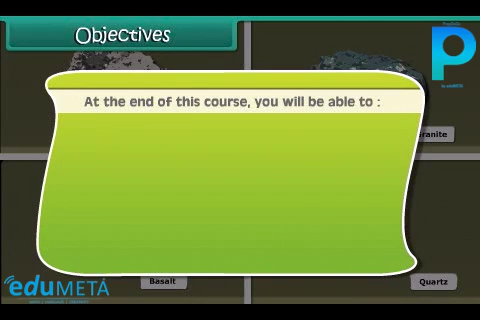 Objectives
P
At the end of this course, you will be able to :
Granite
Basalt
Quartz
eduMETA